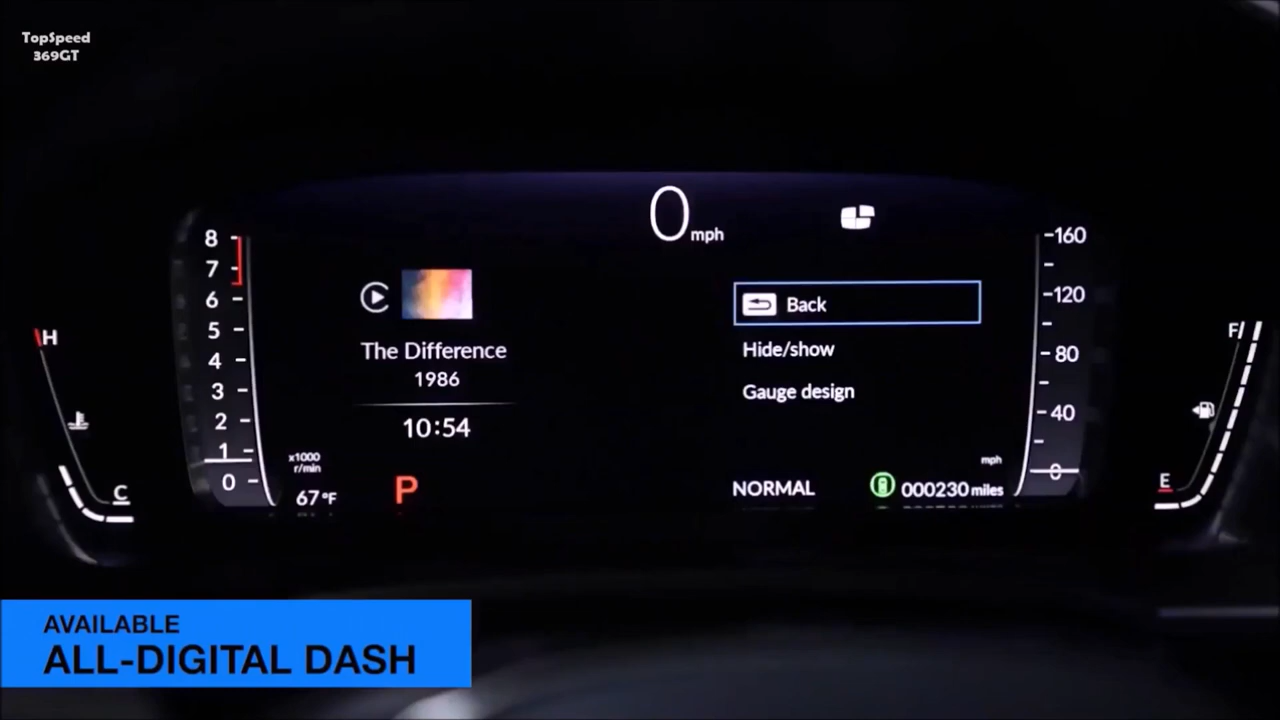 TopSpeed
369GT
0 mph
8
7
6
5
4
3
2
1
0
x1000
r/min
67°F
H
C
The Difference
1986
10:54
P
Back
Hide/show
Gauge design
NORMAL
000230 miles
mph
160
120
80
40
0
F
E
AVAILABLE
ALL-DIGITAL DASH